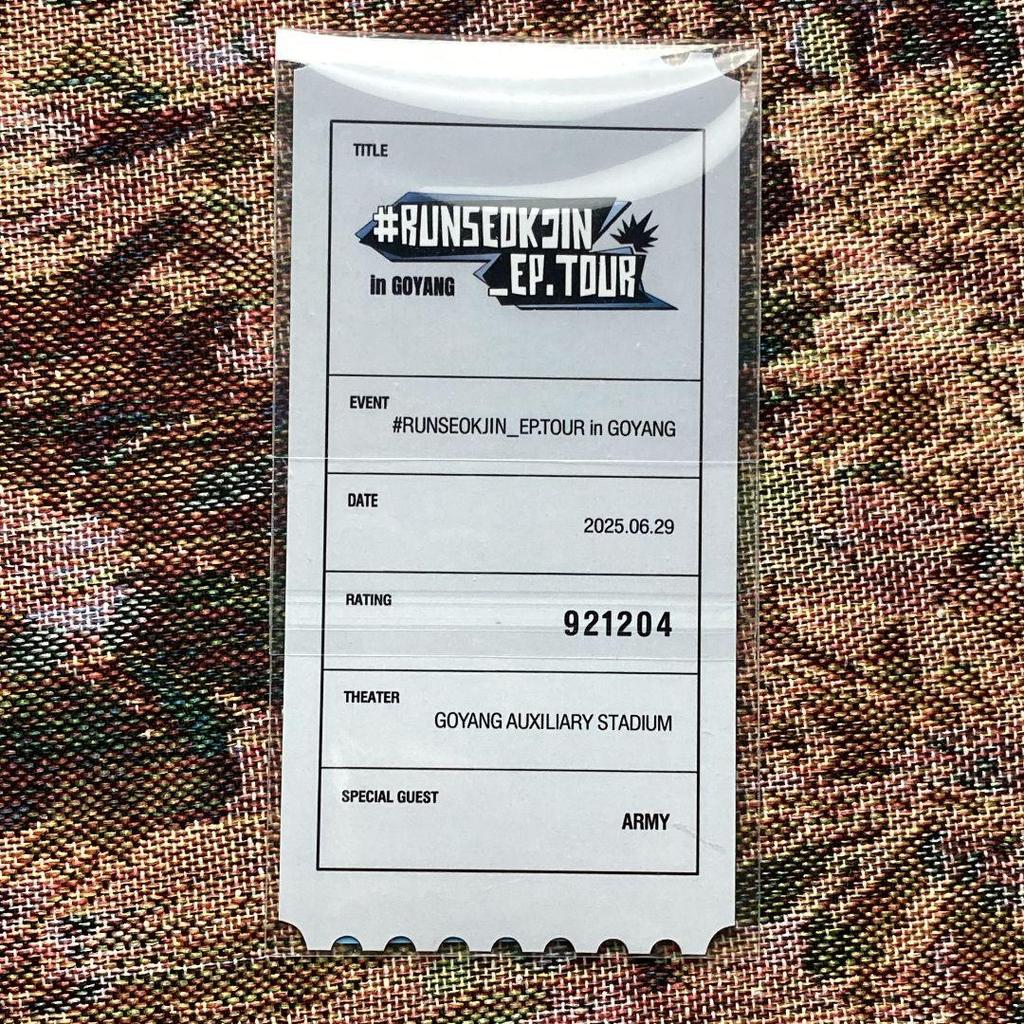 TITLE
#RUNSEOKJIN
_EP.TOUR
in GOYANG
EVENT
#RUNSEOKJIN_EP.TOUR in GOYANG
DATE
2025.06.29
RATING
921204
THEATER
GOYANG AUXILIARY STADIUM
SPECIAL GUEST
ARMY